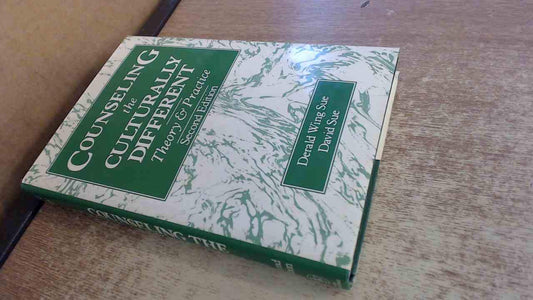 COUNSELING
the
CULTURALLY
DIFFERENT
Theory & Practice
Second Edition
Derald Wing Sue
David Sue
COUNSELING THE